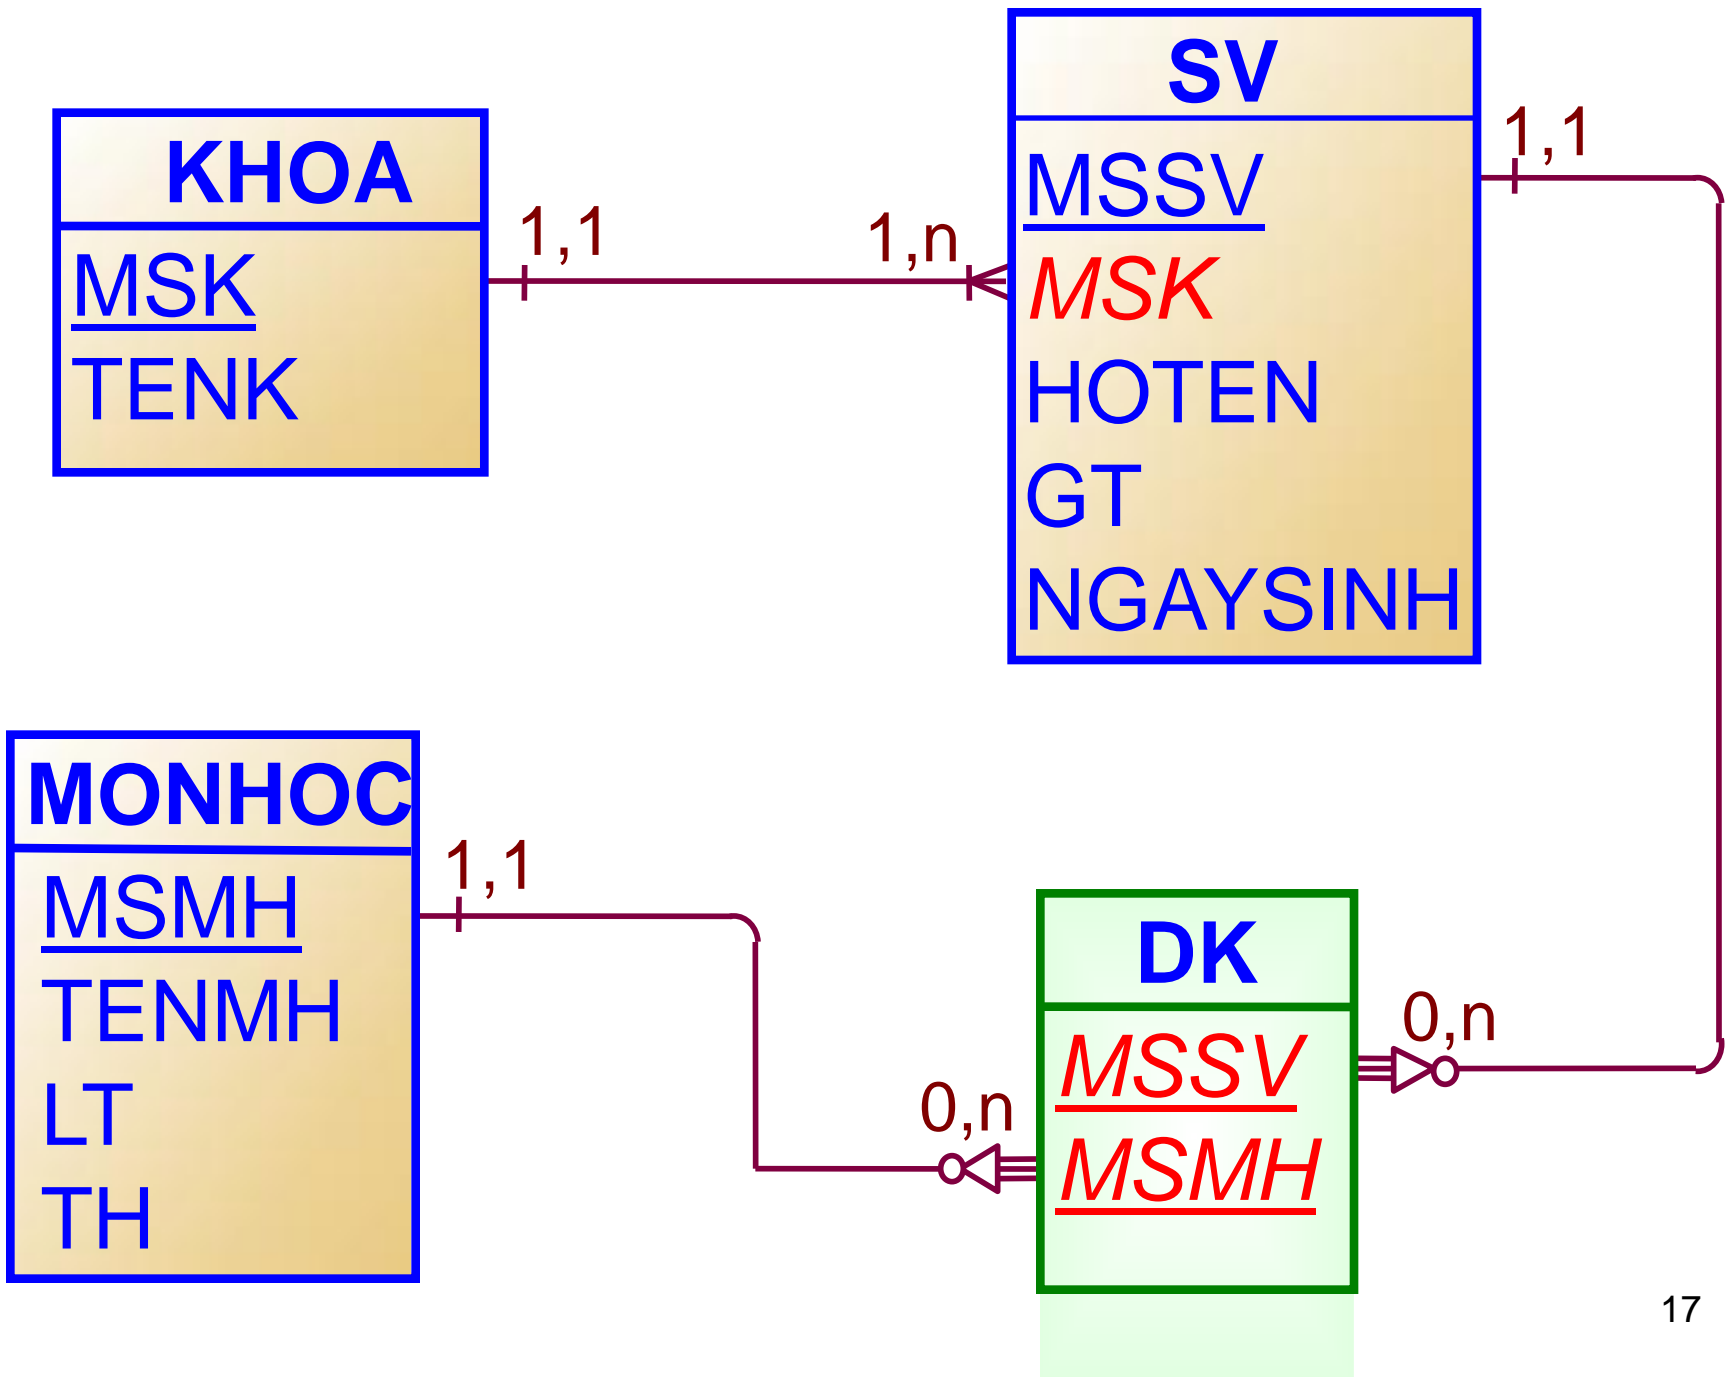 KHOA
MSK
TENK
1,1
1,n
SV
MSSV
MSK
HOTEN
GT
NGAYSINH
1,1
MONHOC
MSMH
TENMH
LT
TH
1,1
0,n
DK
MSSV
MSMH
0,n
17